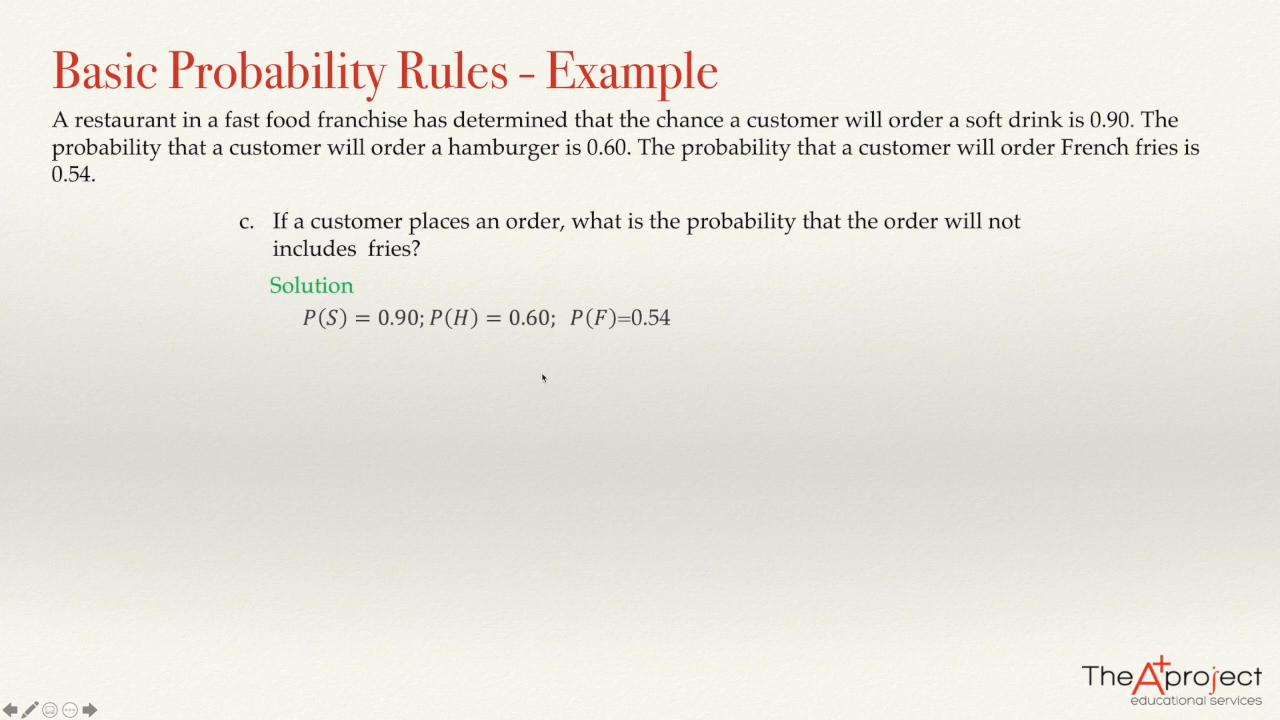 Basic Probability Rules - Example
A restaurant in a fast food franchise has determined that the chance a customer will order a soft drink is 0.90. The
probability that a customer will order a hamburger is 0.60. The probability that a customer will order French fries is
0.54.
c. If a customer places an order, what is the probability that the order will not
includes fries?
Solution
P(S) = 0.90; P(H) = 0.60; P(F)=0.54
The A+ project
educational services